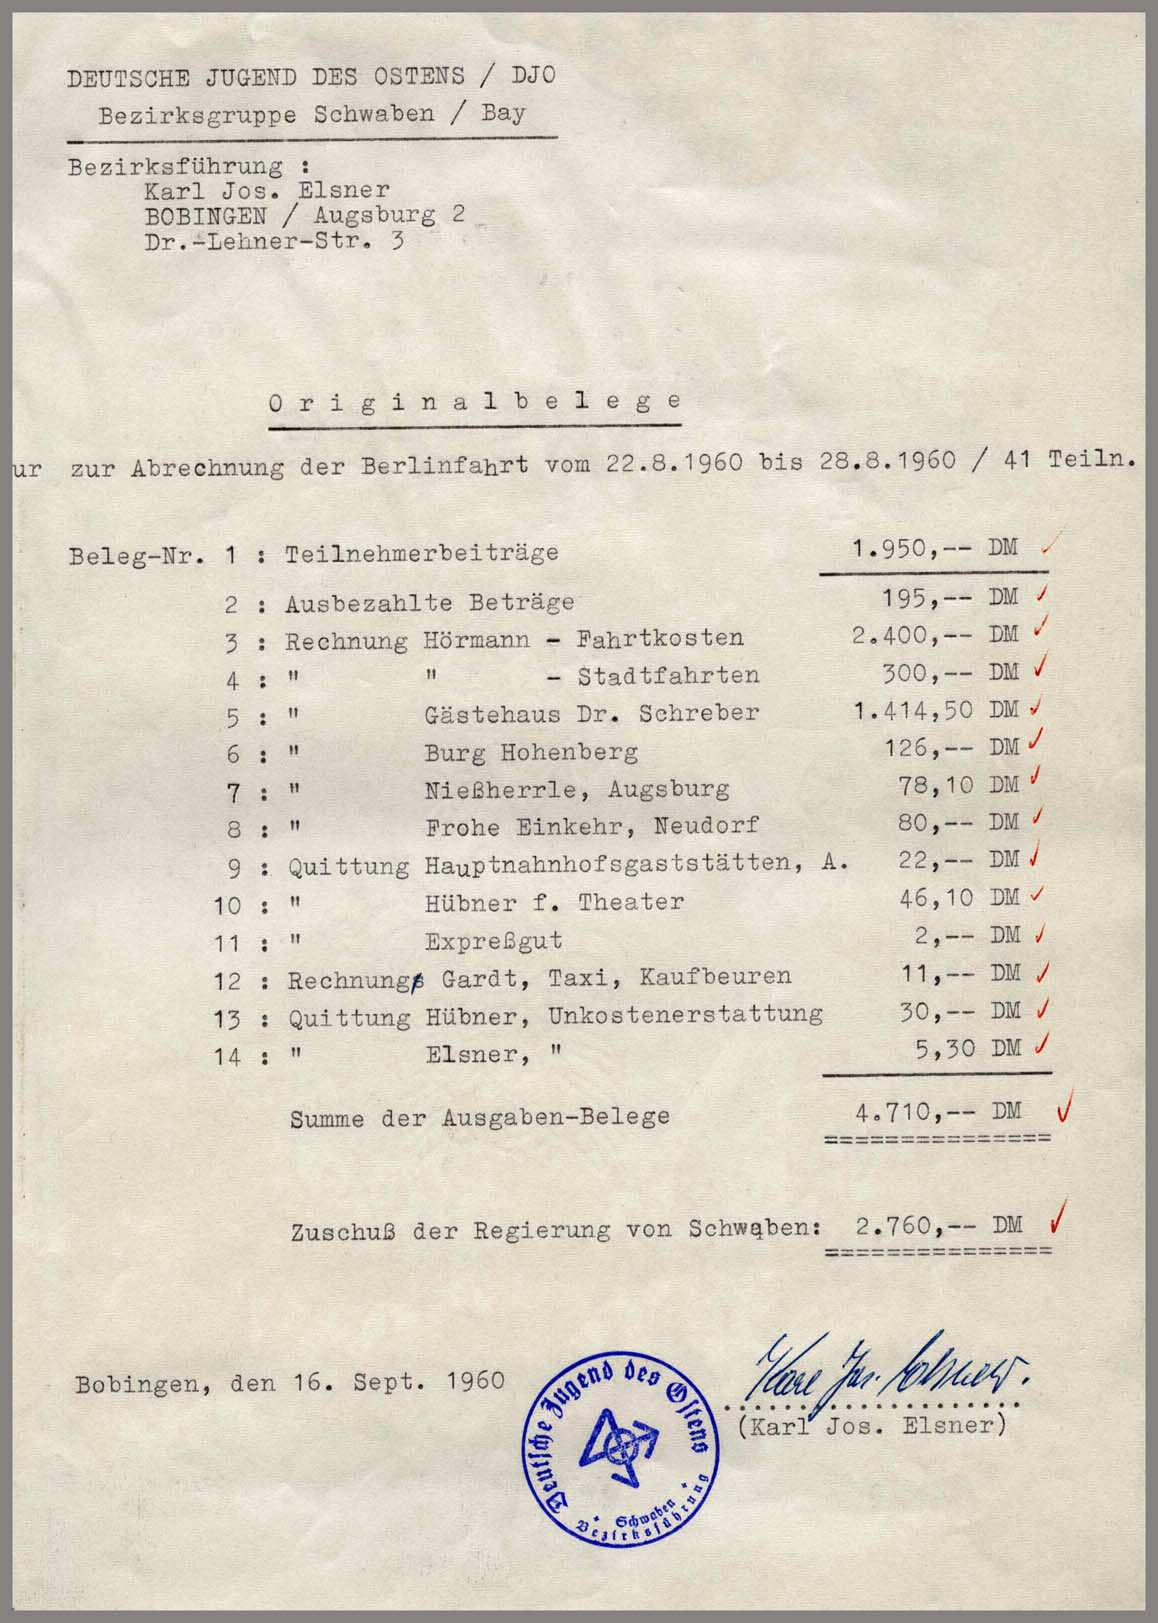 DEUTSCHE JUGEND DES OSTENS / DJO
Bezirksgruppe Schwaben / Bay
Bezirksführung :
Karl Jos. Elsner
BOBINGEN / Augsburg 2
Dr.-Lehner-Str. 3
Originalbelege
ur zur Abrechnung der Berlinfahrt vom 22.8.1960 bis 28.8.1960 / 41 Teiln.
Beleg-Nr. 1 : Teilnehmerbeiträge 1.950,-- DM
2 : Ausbezahlte Beträge 195,-- DM
3 : Rechnung Hörmann - Fahrtkosten 2.400,-- DM
4 : " " - Stadtfahrten 300,-- DM
5 : " Gästehaus Dr. Schreber 1.414,50 DM
6 : " Burg Hohenberg 126,-- DM
7 : " Nießherrle, Augsburg 78,10 DM
8 : " Frohe Einkehr, Neudorf 80,-- DM
9 : Quittung Hauptnahnhofsgaststätten, A. 22,-- DM
10 : " Hübner f. Theater 46,10 DM
11 : " Expreßgut 2,-- DM
12 : Rechnung Gardt, Taxi, Kaufbeuren 11,-- DM
13 : Quittung Hübner, Unkostenerstattung 30,-- DM
14 : " Elsner, " 5,30 DM
Summe der Ausgaben-Belege 4.710,-- DM
===============
Zuschuß der Regierung von Schwaben: 2.760,-- DM
===============
Bobingen, den 16. Sept. 1960
Karl Jos. Elsner.
(Karl Jos. Elsner)
Deutsche Jugend des Ostens
Schwaben
Bezirksführung